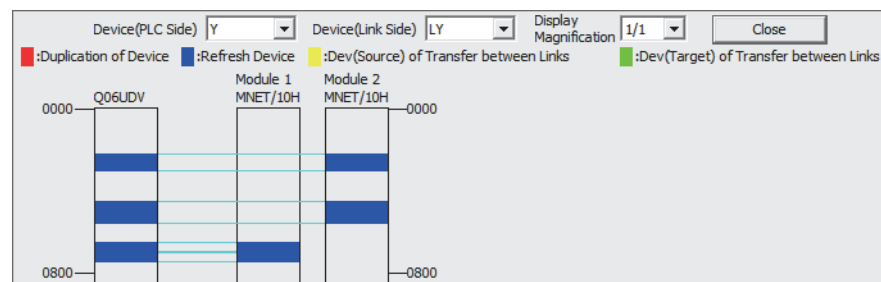 Device(PLC Side) Y Device(Link Side) LY Display Magnification 1/1 Close
:Duplication of Device :Refresh Device :Dev(Source) of Transfer between Links :Dev(Target) of Transfer between Links
Module 1 Module 2
Q06UDV MNET/10H MNET/10H
0000 0000
0800 0800